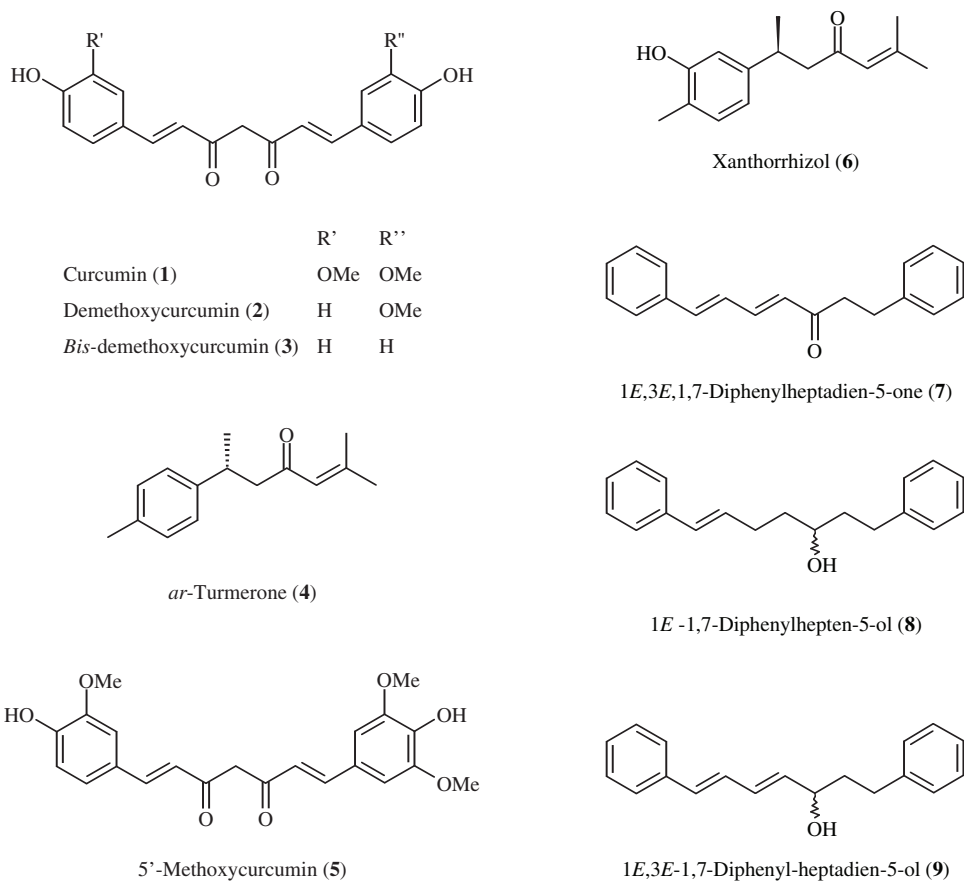 R'
R"
HO
OH
O
O
R'
R’’
Curcumin (1)
OMe
OMe
Demethoxycurcumin (2)
H
OMe
Bis-demethoxycurcumin (3)
H
H
O
ar-Turmerone (4)
OMe
OMe
HO
OH
OMe
O
O
5’-Methoxycurcumin (5)
O
HO
Xanthorrhizol (6)
O
1E,3E,1,7-Diphenylheptadien-5-one (7)
OH
1E -1,7-Diphenylhepten-5-ol (8)
OH
1E,3E-1,7-Diphenyl-heptadien-5-ol (9)